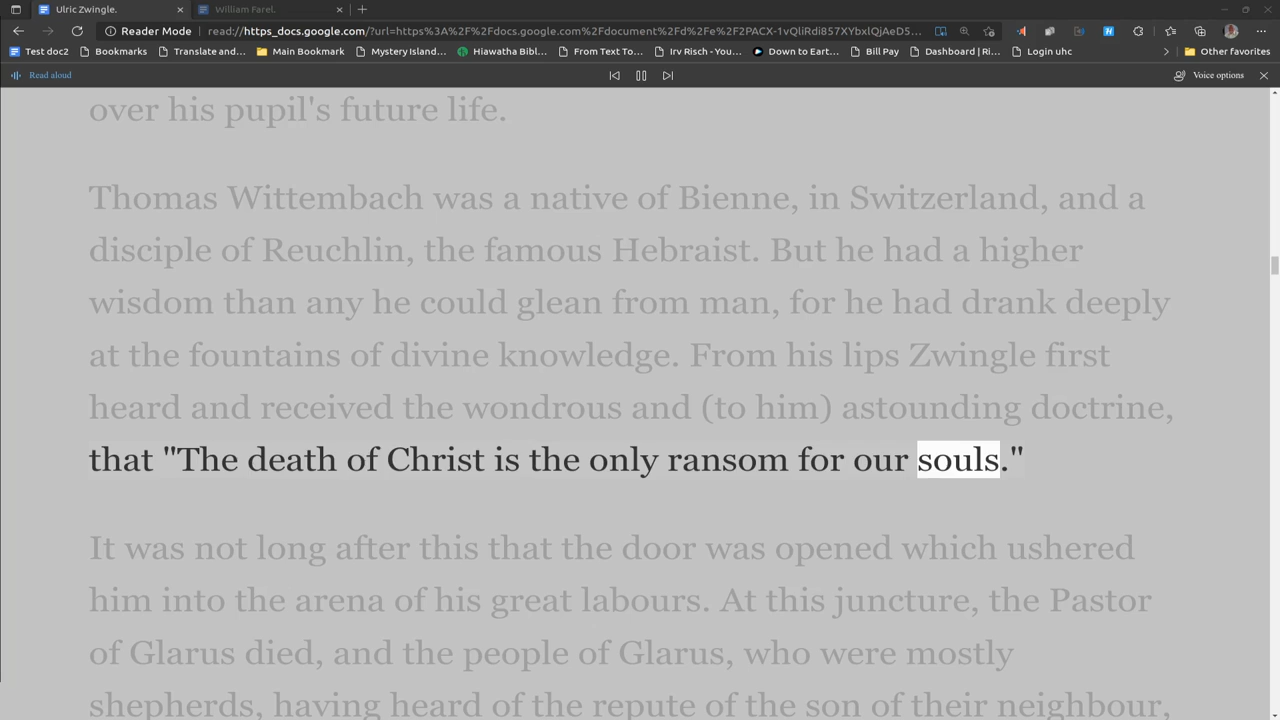 Ulric Zwingle.
William Farel.
Reader Mode
read://https_docs.google.com/?url=https%3A%2F%2Fdocs.google.com%2Fdocument%2Fd%2Fe%2F2PACX-1vQliRdi857XYbxlQjAeD5...
Test doc2
Bookmarks
Translate and...
Main Bookmark
Mystery Island...
Hiawatha Bibl...
From Text To...
Irv Risch - You...
Down to Eart...
Bill Pay
Dashboard | Ri...
Login uhc
Other favorites
Read aloud
Voice options
over his pupil's future life.
Thomas Wittembach was a native of Bienne, in Switzerland, and a
disciple of Reuchlin, the famous Hebraist. But he had a higher
wisdom than any he could glean from man, for he had drank deeply
at the fountains of divine knowledge. From his lips Zwingle first
heard and received the wondrous and (to him) astounding doctrine,
that "The death of Christ is the only ransom for our souls."
It was not long after this that the door was opened which ushered
him into the arena of his great labours. At this juncture, the Pastor
of Glarus died, and the people of Glarus, who were mostly
shepherds, having heard of the repute of the son of their neighbour,